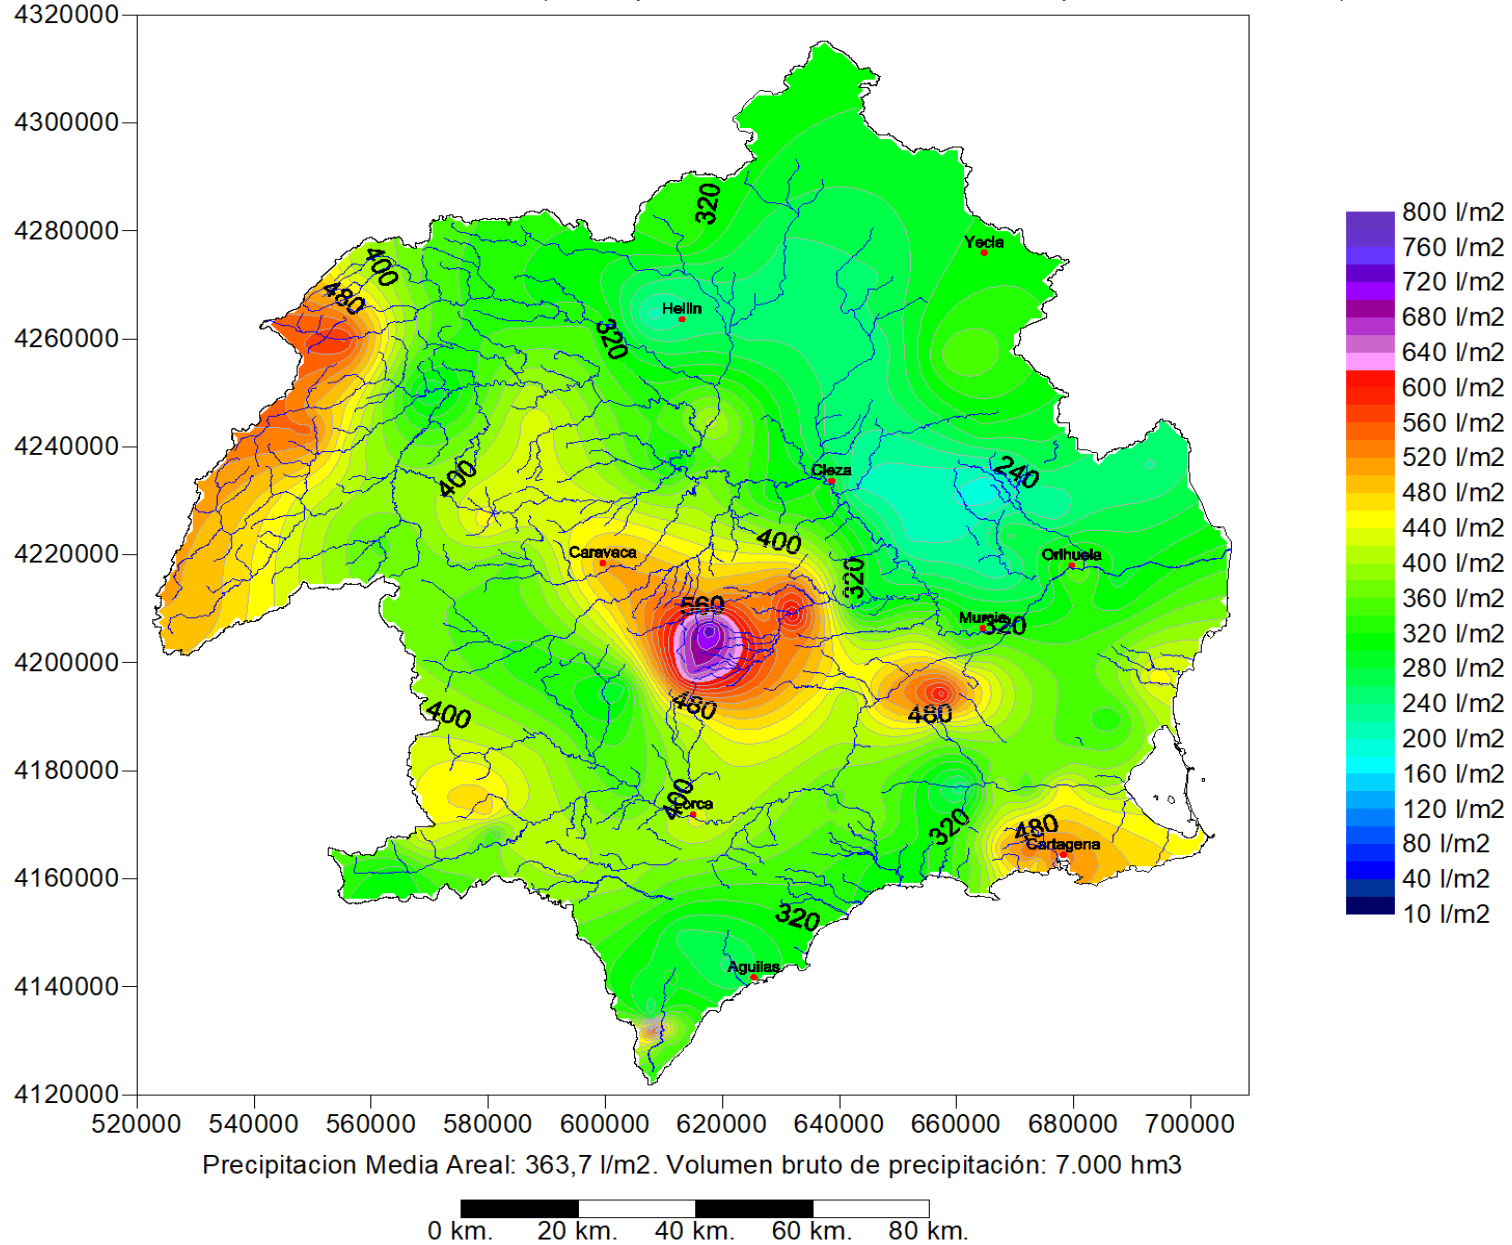 4320000
4300000
320
Yecla
4280000
400
480
Hellin
4260000
320
4240000
Cieza
240
400
400
4220000
Caravaca
Orihuela
320
560
Murcia
320
4200000
480
400
480
4180000
400
Lorca
320
480
Cartagena
4160000
320
Aguilas
4140000
4120000
520000 540000 560000 580000 600000 620000 640000 660000 680000 700000
800 l/m2
760 l/m2
720 l/m2
680 l/m2
640 l/m2
600 l/m2
560 l/m2
520 l/m2
480 l/m2
440 l/m2
400 l/m2
360 l/m2
320 l/m2
280 l/m2
240 l/m2
200 l/m2
160 l/m2
120 l/m2
80 l/m2
40 l/m2
10 l/m2
Precipitacion Media Areal: 363,7 l/m2. Volumen bruto de precipitación: 7.000 hm3
0 km. 20 km. 40 km. 60 km. 80 km.